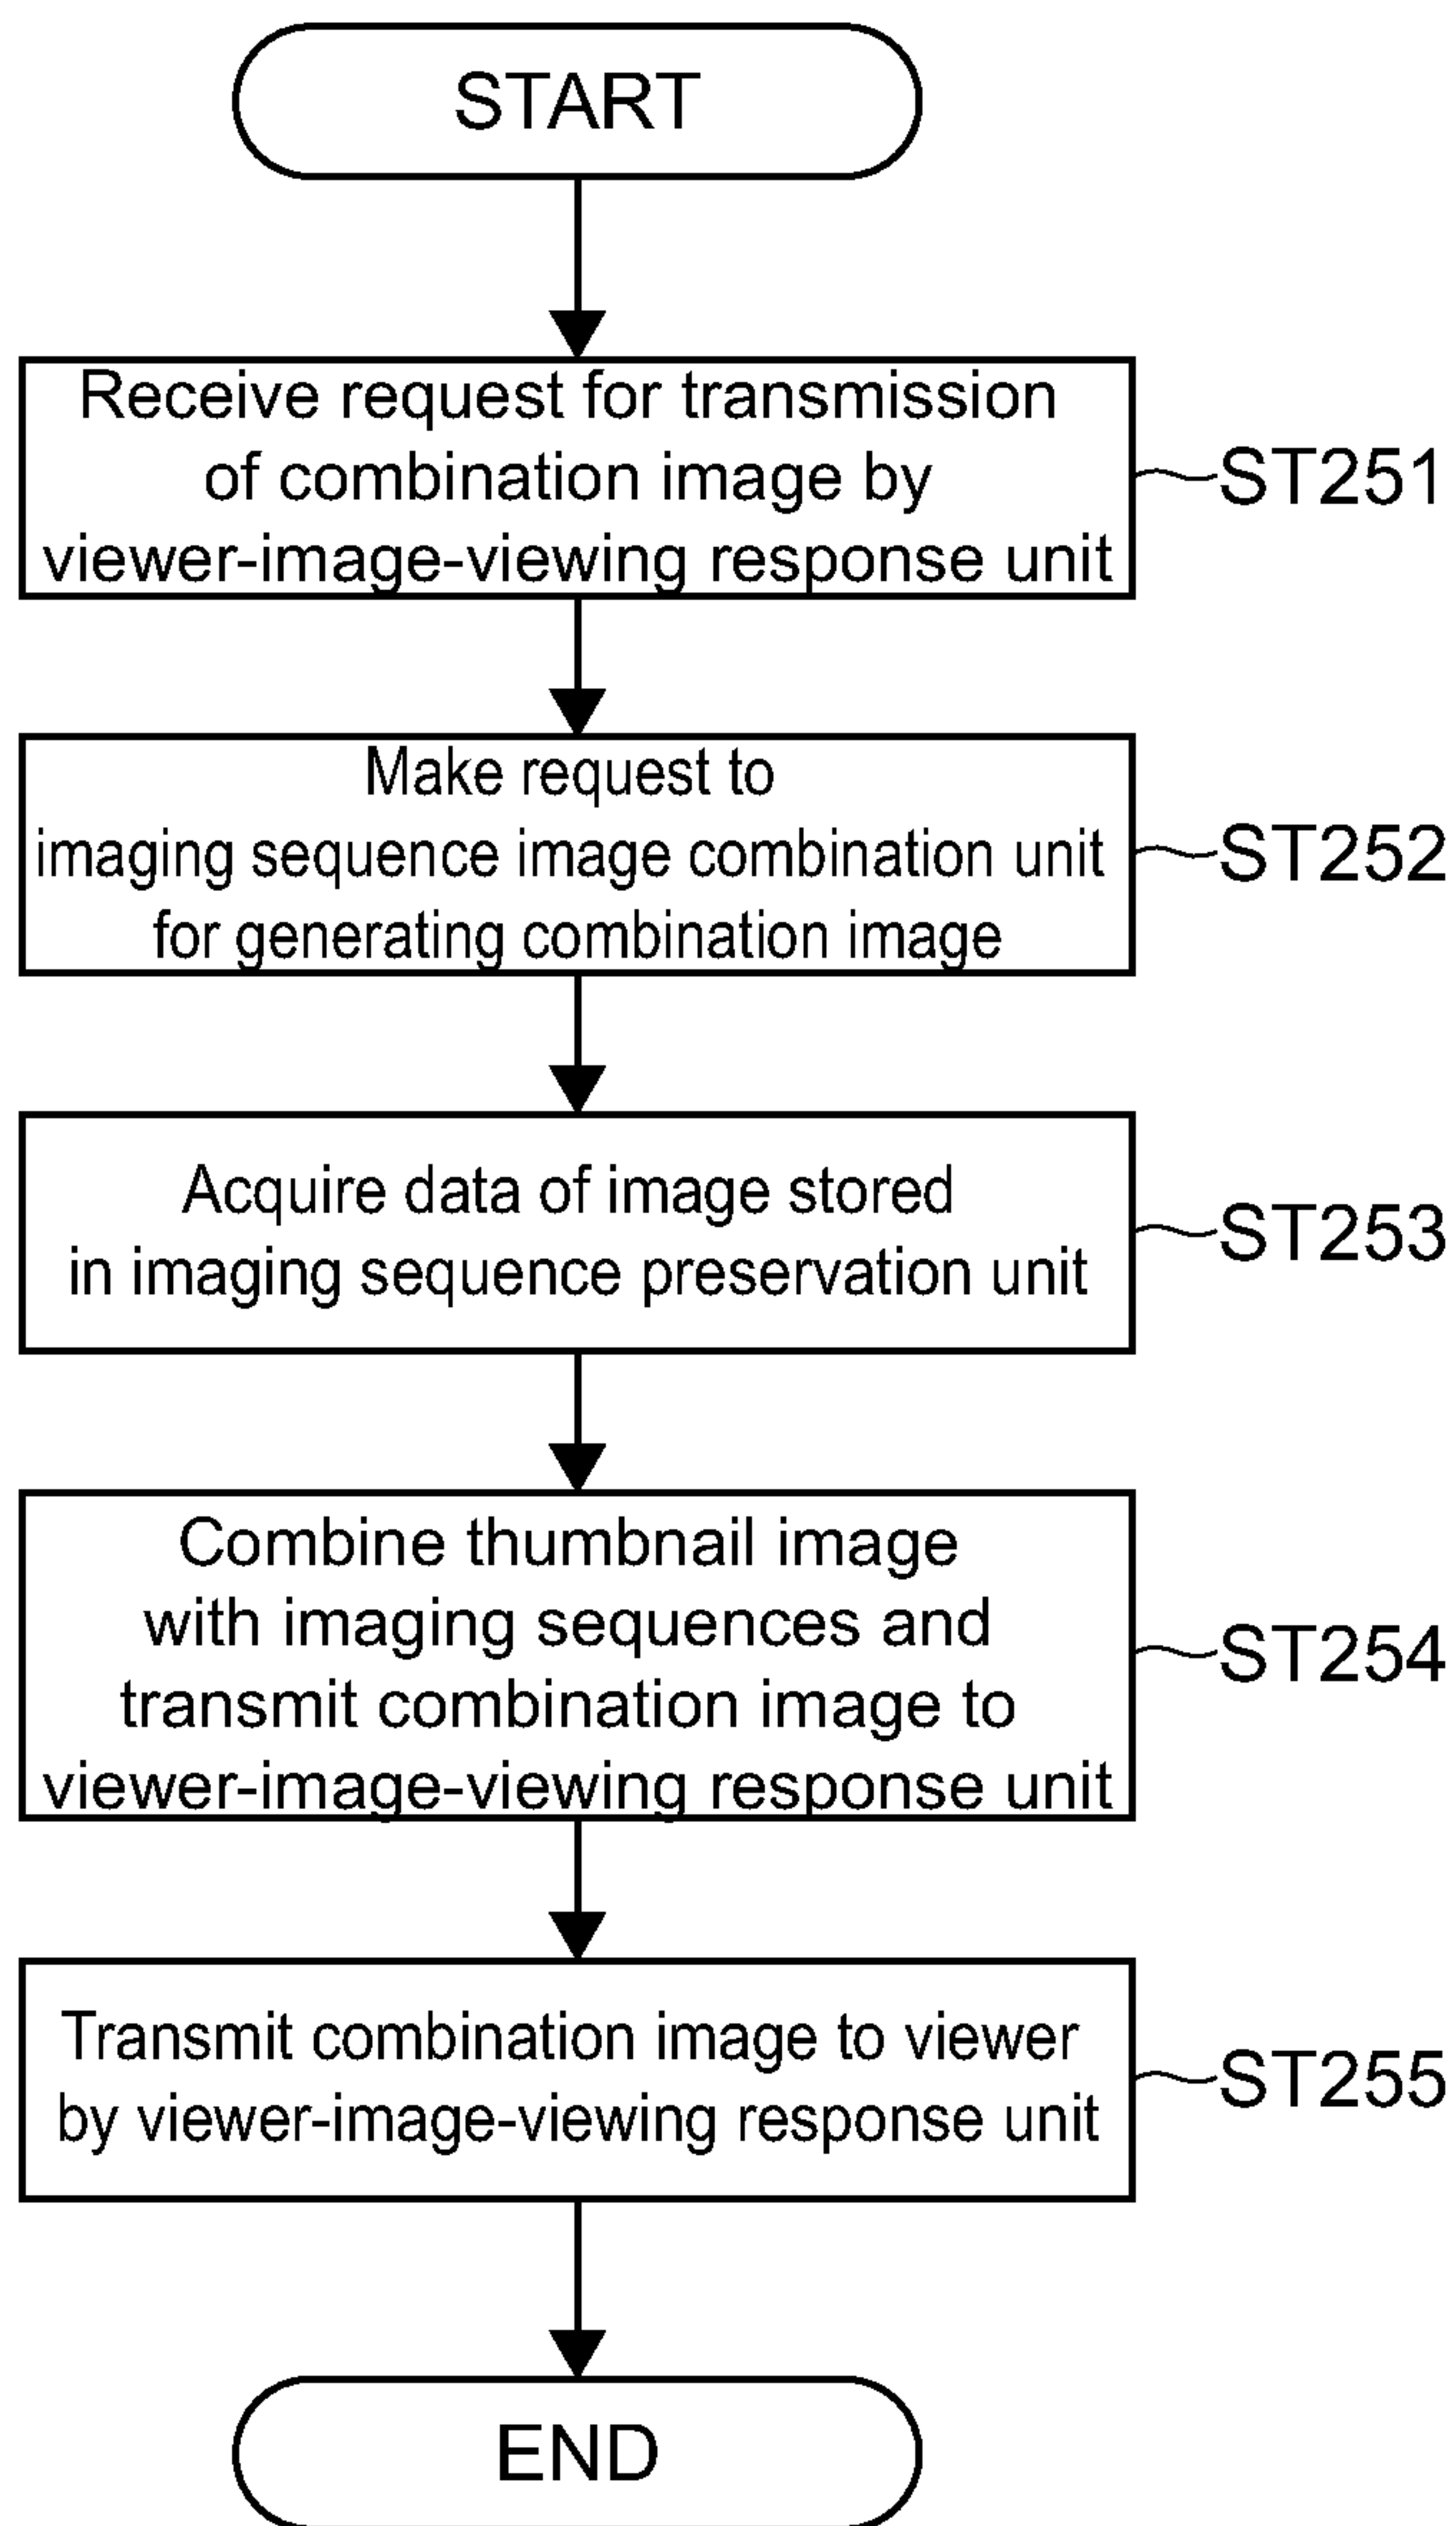 START
Receive request for transmission
of combination image by
viewer-image-viewing response unit
ST251
Make request to
imaging sequence image combination unit
for generating combination image
ST252
Acquire data of image stored
in imaging sequence preservation unit
ST253
Combine thumbnail image
with imaging sequences and
transmit combination image to
viewer-image-viewing response unit
ST254
Transmit combination image to viewer
by viewer-image-viewing response unit
ST255
END